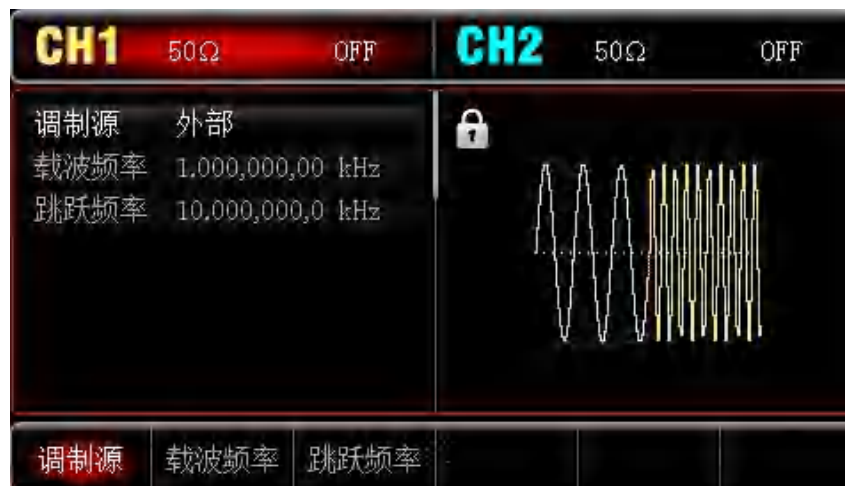 CH1 50Ω OFF CH2 50Ω OFF
调制源 外部
载波频率 1.000,000,00 kHz
跳跃频率 10.000,000,0 kHz
调制源 载波频率 跳跃频率